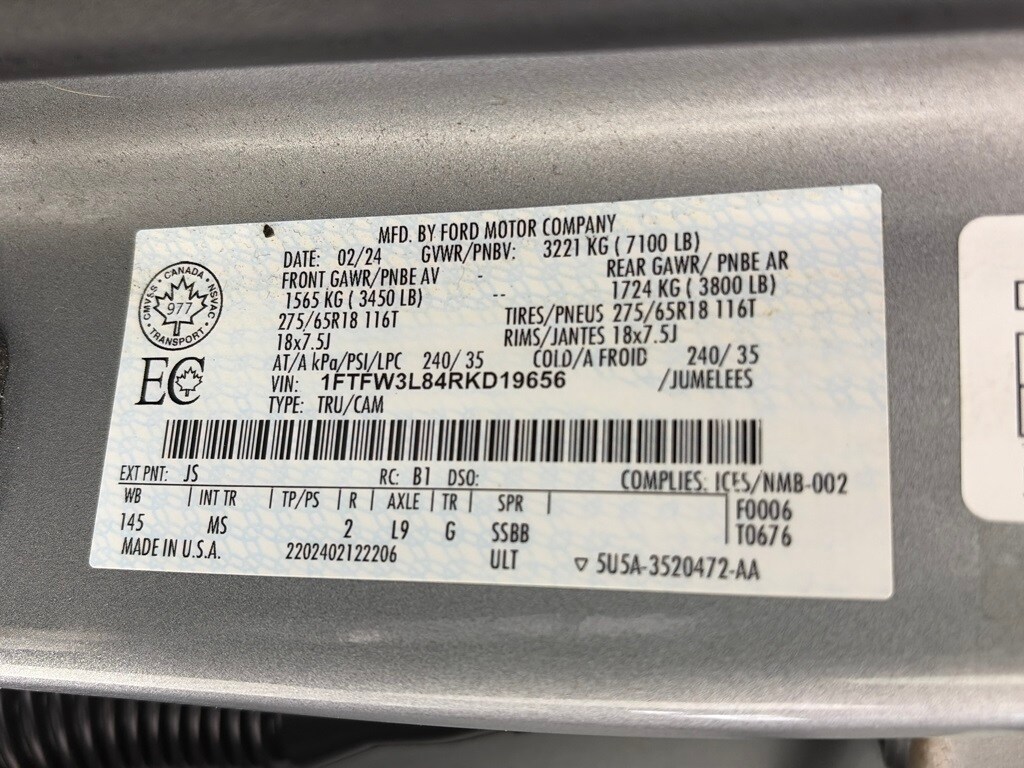 MFD. BY FORD MOTOR COMPANY
DATE: 02/24 GVWR/PNBV: 3221 KG ( 7100 LB)
FRONT GAWR/PNBE AV - REAR GAWR/ PNBE AR
1565 KG ( 3450 LB) -- 1724 KG ( 3800 LB)
275/65R18 116T TIRES/PNEUS 275/65R18 116T
18x7.5J RIMS/JANTES 18x7.5J
AT/A kPa/PSI/LPC 240/ 35 COLD/A FROID 240/ 35
VIN: 1FTFW3L84RKD19656 /JUMELEES
TYPE: TRU/CAM
CANADA
CMVSS NSVAC
977
TRANSPORT
EC
EXT PNT: JS RC: B1 DSO: COMPLIES: ICES/NMB-002
WB | INT TR | TP/PS | R | AXLE | TR | SPR | F0006
145 MS 2 L9 G SSBB T0676
MADE IN U.S.A. 2202402122206 ULT ▽ 5U5A-3520472-AA